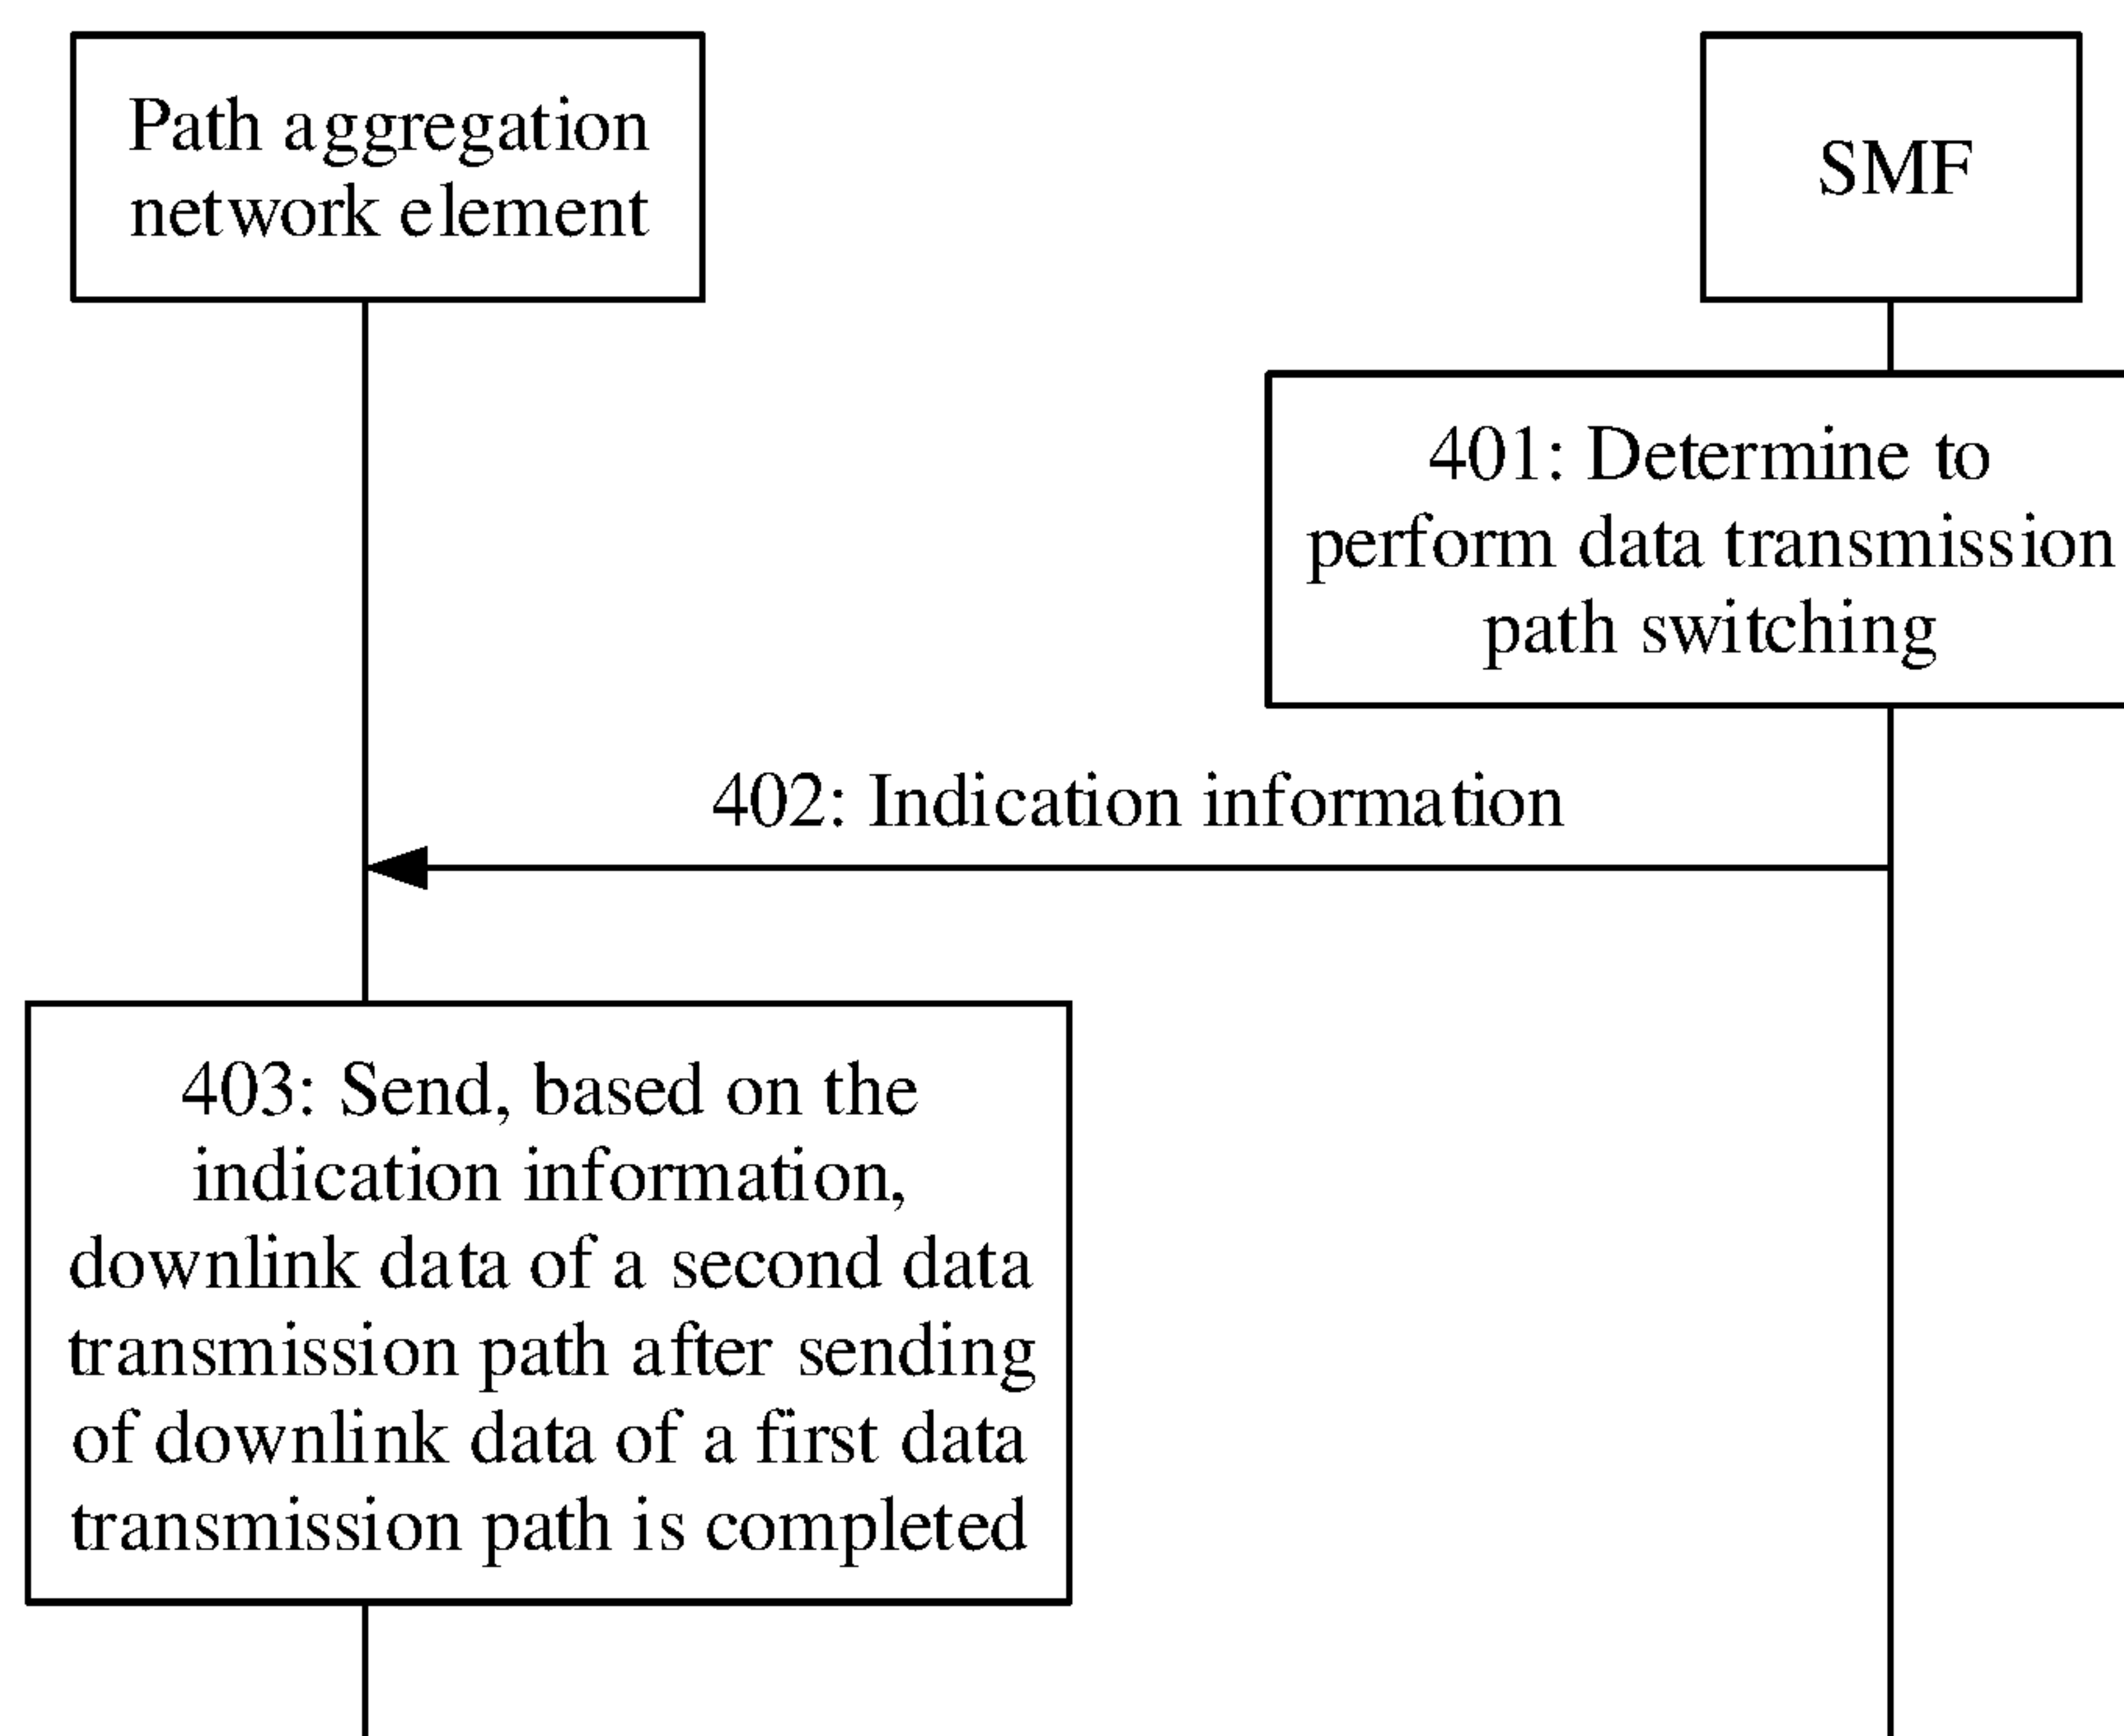 Path aggregation
network element
SMF
401: Determine to
perform data transmission
path switching
402: Indication information
403: Send, based on the
indication information,
downlink data of a second data
transmission path after sending
of downlink data of a first data
transmission path is completed